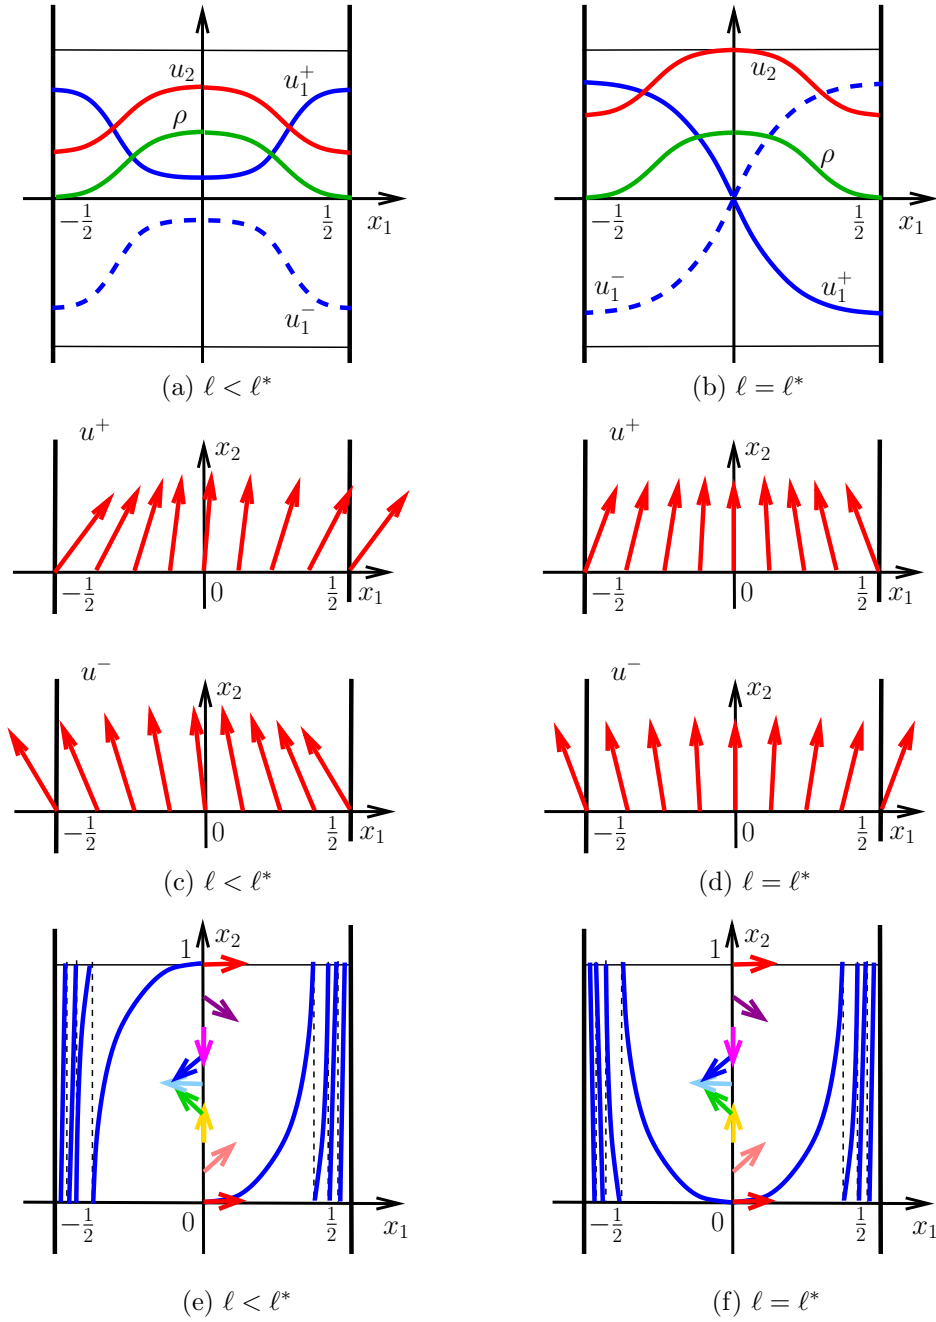 u₂ u₁⁺
ρ
−1/2 1/2 x₁
u₁⁻
(a) ℓ < ℓ*
u₂
ρ
−1/2 1/2 x₁
u₁⁻ u₁⁺
(b) ℓ = ℓ*
u⁺
x₂
−1/2 0 1/2 x₁
u⁻
x₂
−1/2 0 1/2 x₁
(c) ℓ < ℓ*
u⁺
x₂
−1/2 0 1/2 x₁
u⁻
x₂
−1/2 0 1/2 x₁
(d) ℓ = ℓ*
1 x₂
−1/2 0 1/2 x₁
(e) ℓ < ℓ*
1 x₂
−1/2 0 1/2 x₁
(f) ℓ = ℓ*